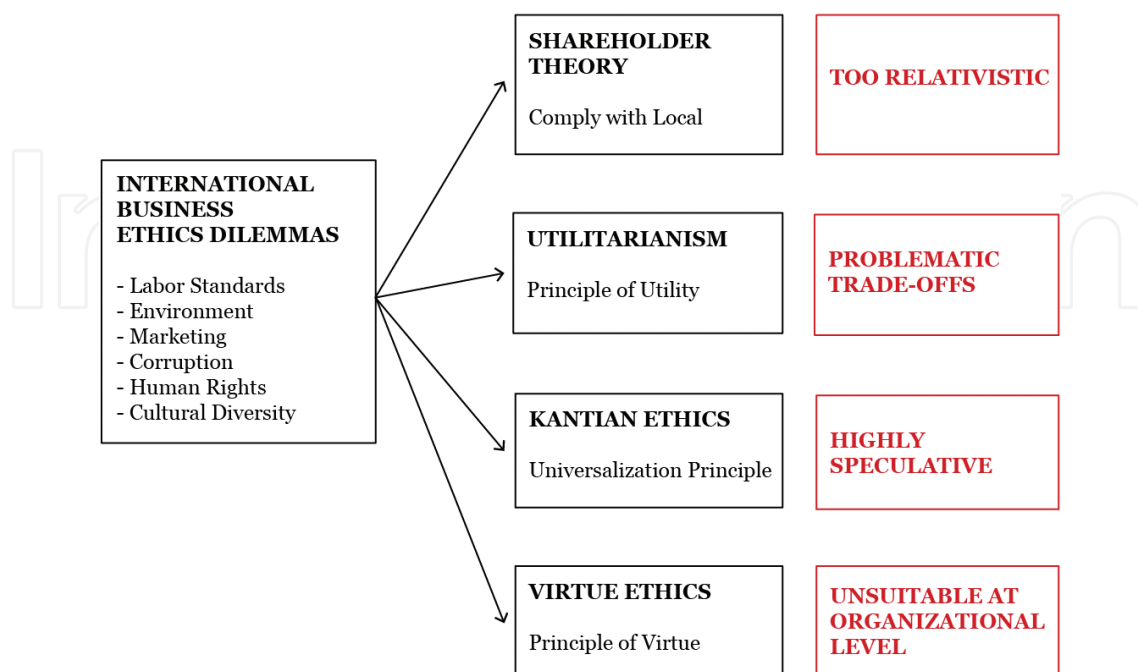 INTERNATIONAL
BUSINESS
ETHICS DILEMMAS
- Labor Standards
- Environment
- Marketing
- Corruption
- Human Rights
- Cultural Diversity
SHAREHOLDER
THEORY
Comply with Local
TOO RELATIVISTIC
UTILITARIANISM
Principle of Utility
PROBLEMATIC
TRADE-OFFS
KANTIAN ETHICS
Universalization Principle
HIGHLY
SPECULATIVE
VIRTUE ETHICS
Principle of Virtue
UNSUITABLE AT
ORGANIZATIONAL
LEVEL